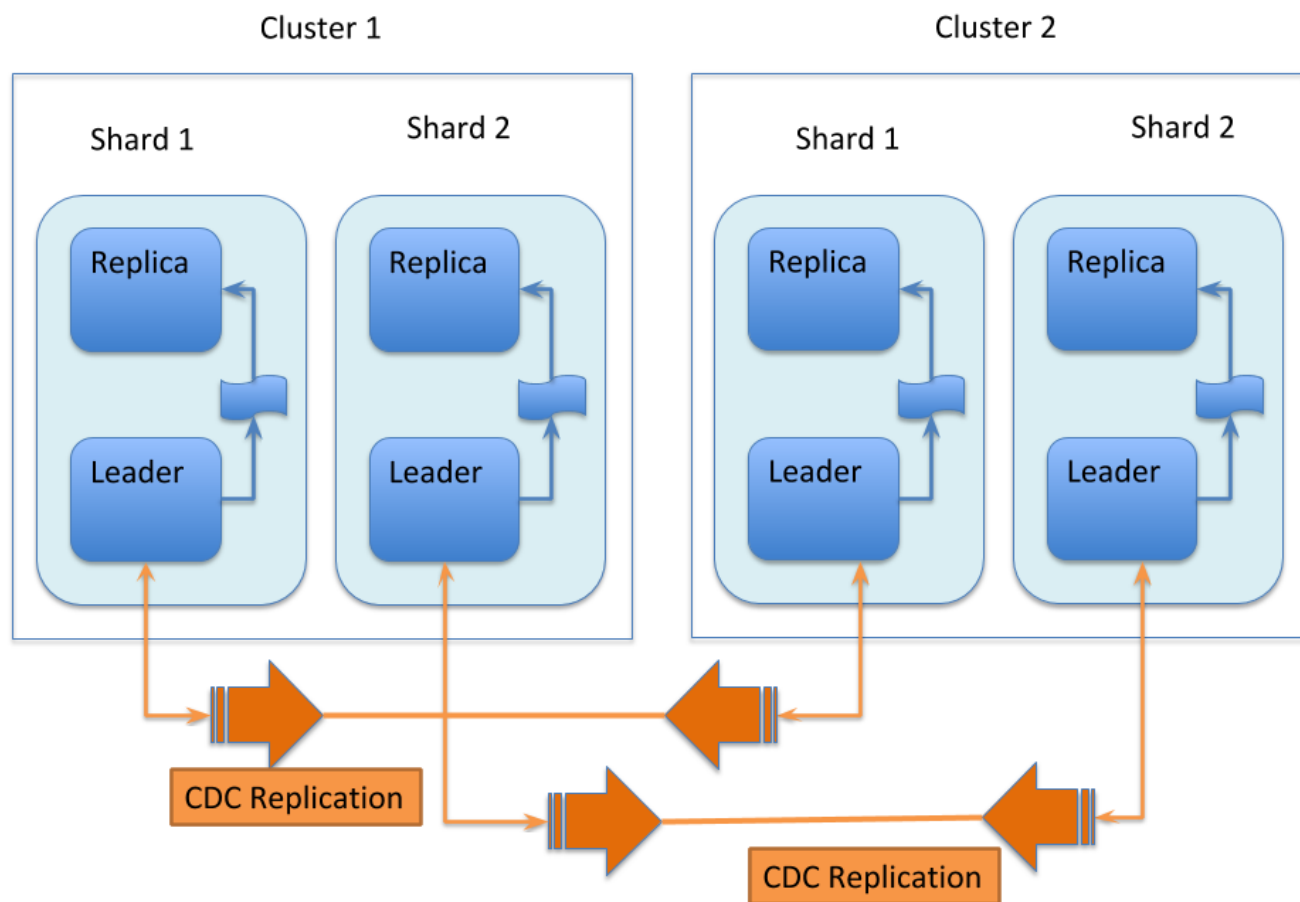 Cluster 1
Cluster 2
Shard 1
Shard 2
Shard 1
Shard 2
Replica
Replica
Replica
Replica
Leader
Leader
Leader
Leader
CDC Replication
CDC Replication